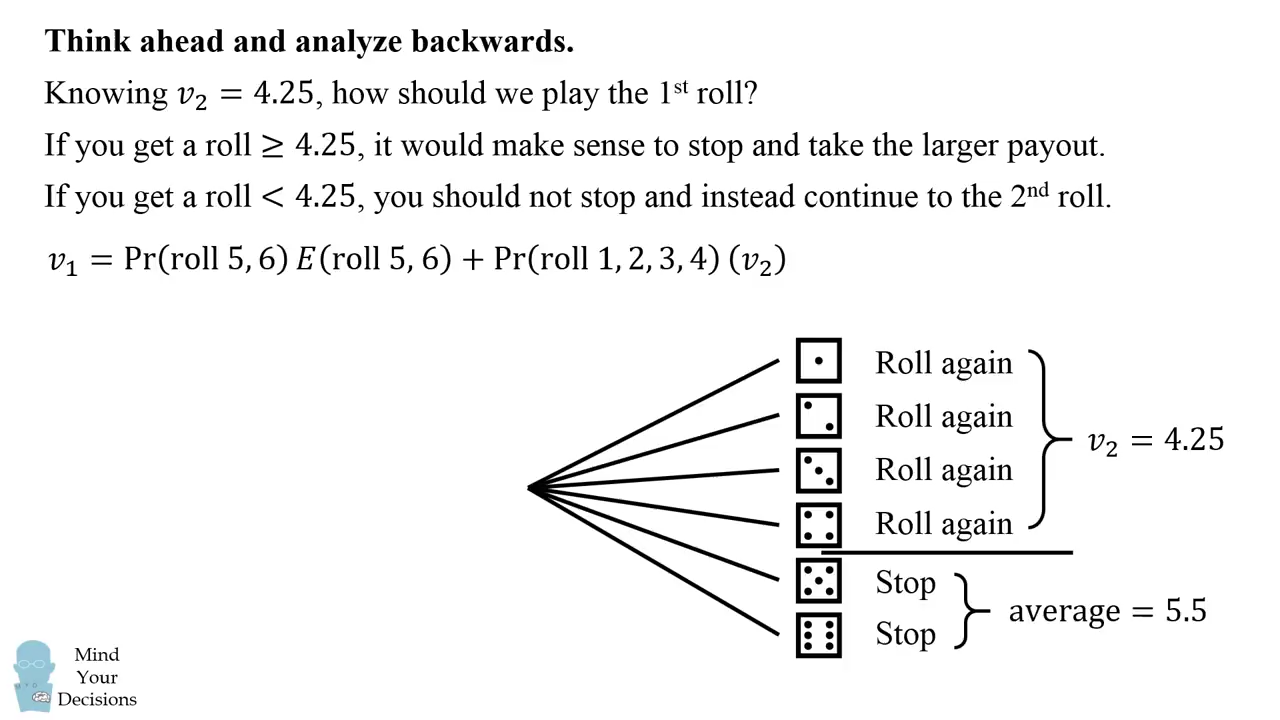 Think ahead and analyze backwards.
Knowing v₂ = 4.25, how should we play the 1ˢᵗ roll?
If you get a roll ≥ 4.25, it would make sense to stop and take the larger payout.
If you get a roll < 4.25, you should not stop and instead continue to the 2ⁿᵈ roll.
v₁ = Pr(roll 5, 6) E(roll 5, 6) + Pr(roll 1, 2, 3, 4) (v₂)
Roll again
Roll again
Roll again
Roll again
v₂ = 4.25
Stop
Stop
average = 5.5
Mind
Your
Decisions